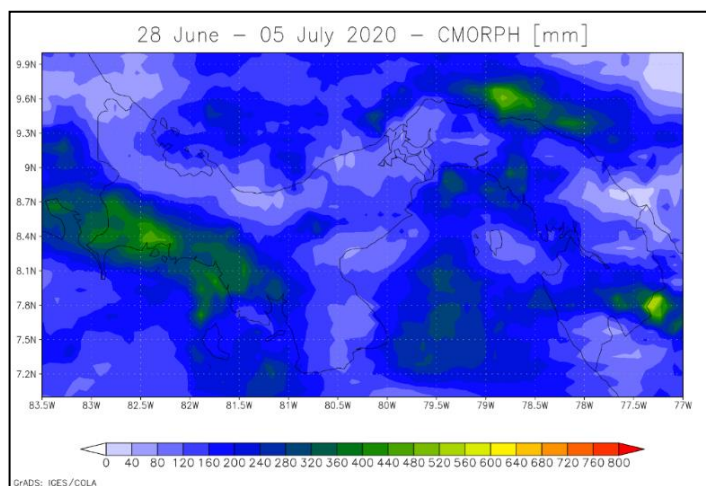 28 June – 05 July 2020 – CMORPH [mm]
9.9N
9.6N
9.3N
9N
8.7N
8.4N
8.1N
7.8N
7.5N
7.2N
83.5W 83W 82.5W 82W 81.5W 81W 80.5W 80W 79.5W 79W 78.5W 78W 77.5W 77W
0 40 80 120 160 200 240 280 320 360 400 440 480 520 560 600 640 680 720 760 800
GrADS: IGES/COLA